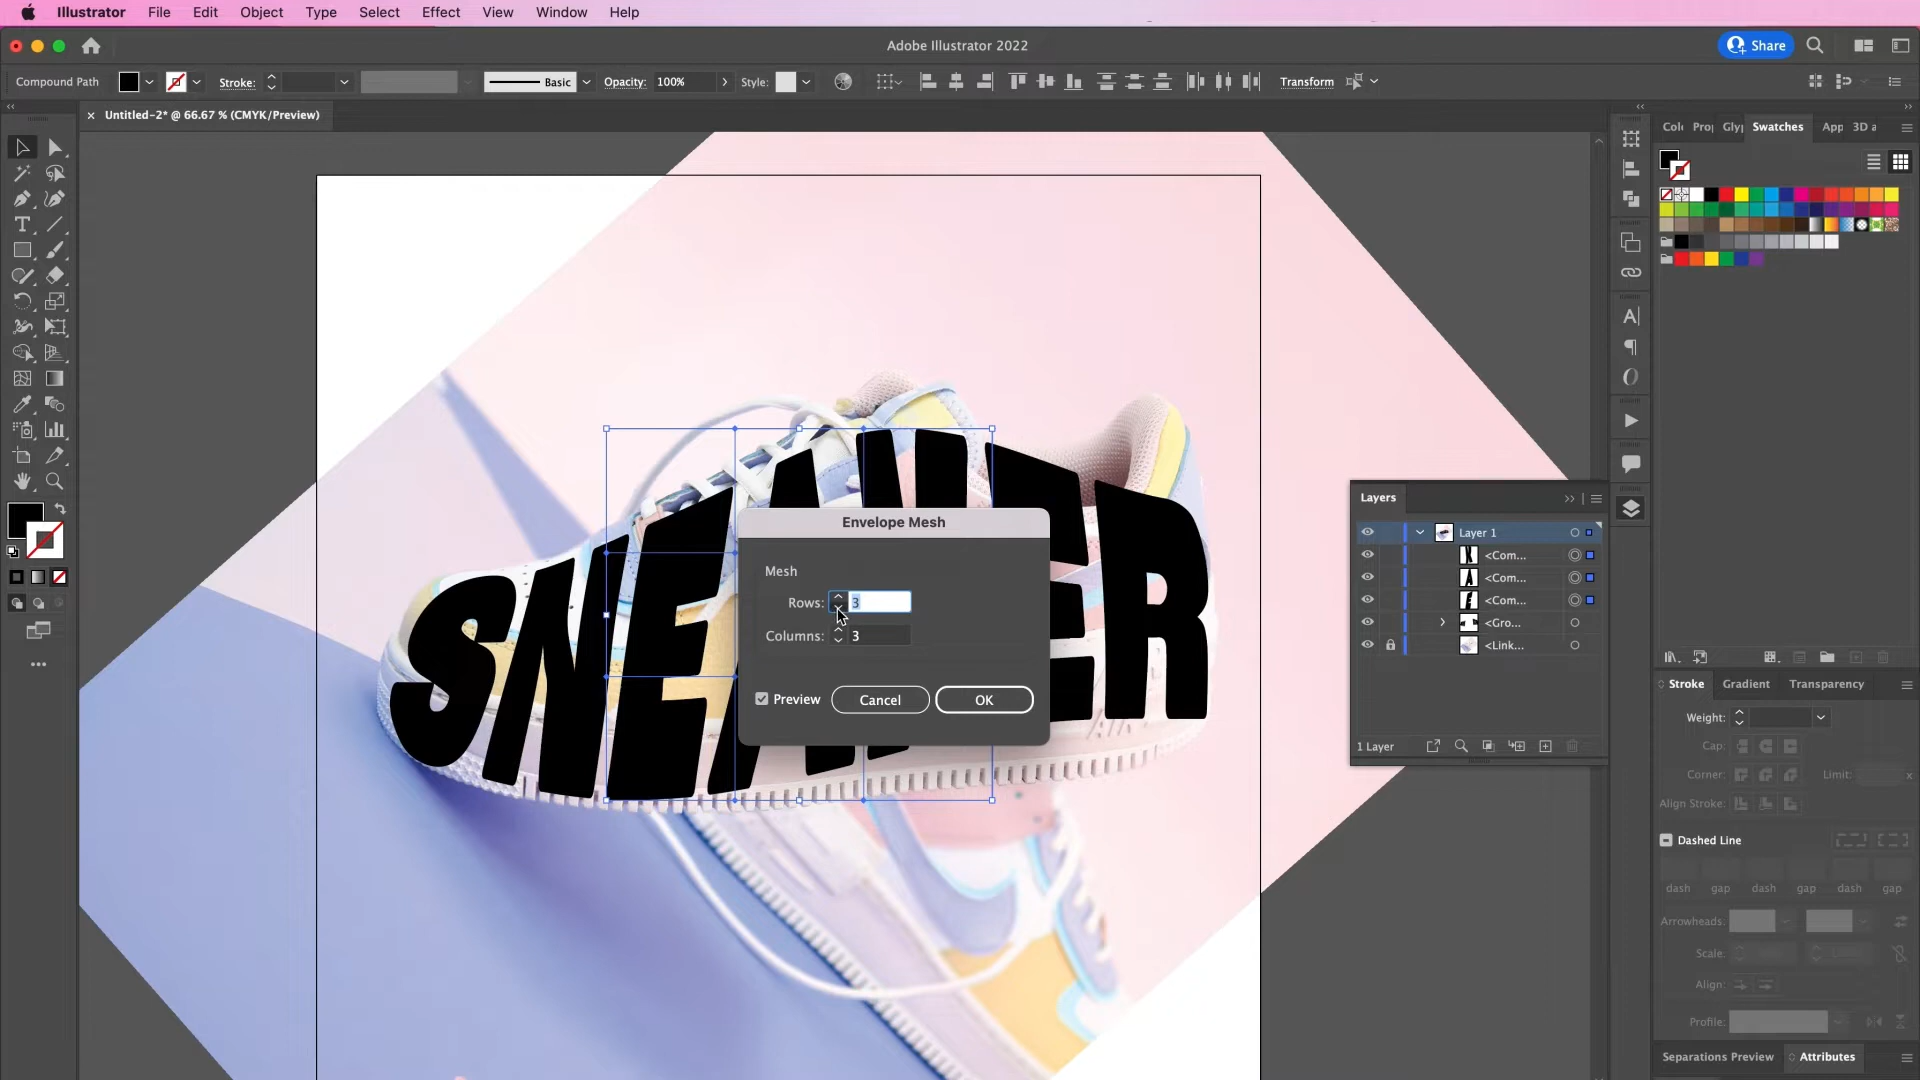 Illustrator File Edit Object Type Select Effect View Window Help
Adobe Illustrator 2022
Share
Compound Path
Stroke:
Basic
Opacity: 100%
Style:
Transform
× Untitled-2* @ 66.67 % (CMYK/Preview)
Swatches
3D a
SNEAKER
AIR
Envelope Mesh
Mesh
Rows: 3
Columns: 3
Preview
Cancel
OK
Layers
Layer 1
<Com...
<Com...
<Com...
<Gro...
<Link...
1 Layer
Stroke Gradient Transparency
Weight:
Cap:
Corner:
Limit:
x
Align Stroke:
Dashed Line
dash gap dash gap dash gap
Arrowheads:
Scale:
Align:
Profile:
Separations Preview Attributes